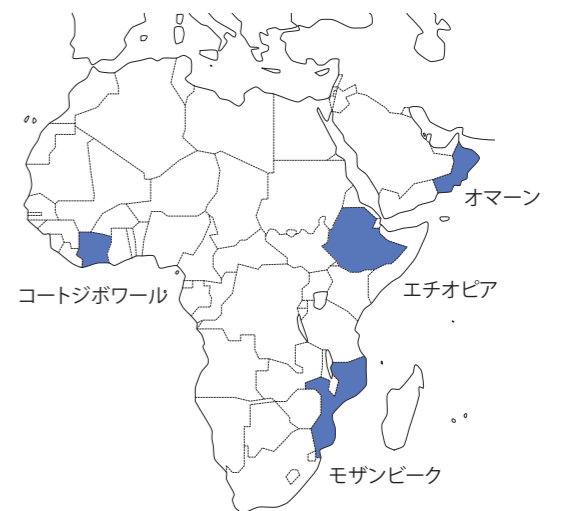 オマーン
エチオピア
コートジボワール
モザンビーク